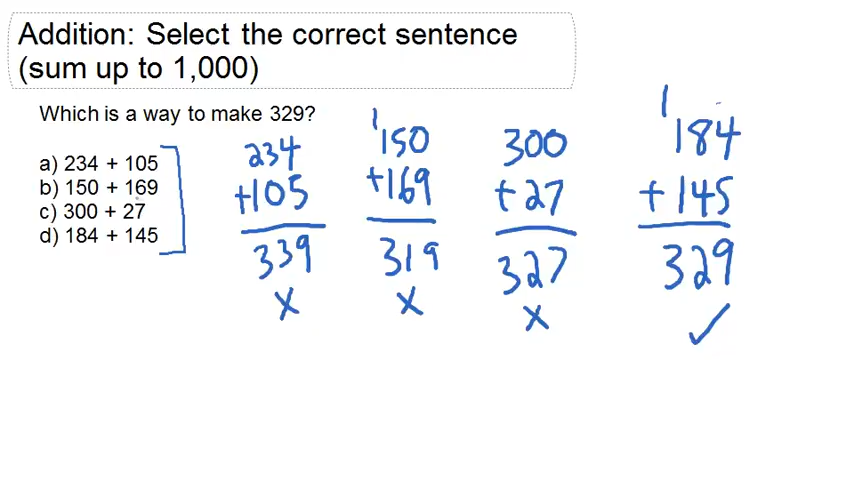 Addition: Select the correct sentence
(sum up to 1,000)
Which is a way to make 329?
a) 234 + 105
b) 150 + 169
c) 300 + 27
d) 184 + 145
234
+105
339
x
1
150
+169
319
x
300
+27
327
x
1
184
+145
329
✓